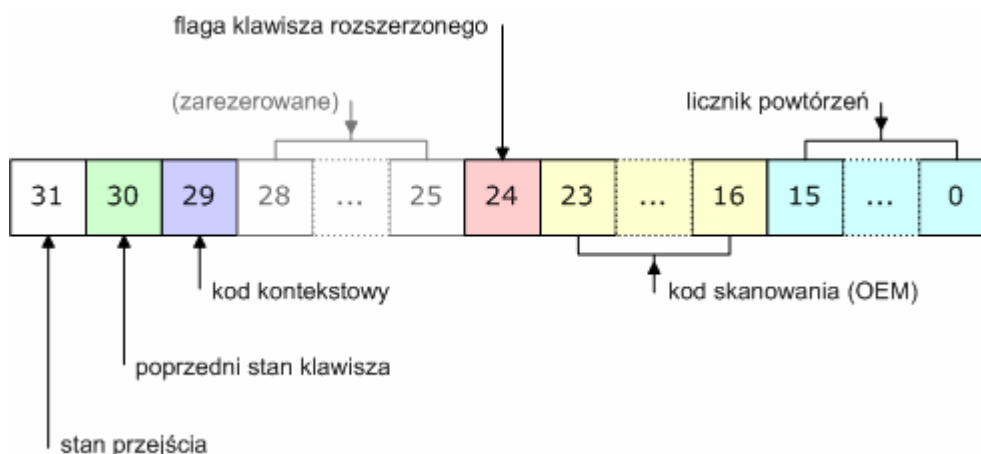 flaga klawisza rozszerzonego
(zarezerowane)
licznik powtórzeń
31 30 29 28 ... 25 24 23 ... 16 15 ... 0
kod kontekstowy
kod skanowania (OEM)
poprzedni stan klawisza
stan przejścia